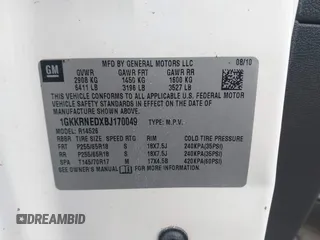 GM
MFD BY GENERAL MOTORS LLC
08/10
GVWR GAWR FRT GAWR RR
2908 KG 1450 KG 1600 KG
6411 LB 3196 LB 3527 LB
THIS VEHICLE CONFORMS TO ALL APPLICABLE U.S. FEDERAL MOTOR
VEHICLE SAFETY STANDARDS IN EFFECT ON THE DATE OF
MANUFACTURE SHOWN ABOVE.
1GKKRNEDXBJ170049 TYPE: M.P.V.
MODEL: R14526
TIRE SIZE SPEED RTG RIM COLD TIRE PRESSURE
FRT P255/65R18 S 18X7.5J 240KPA(35PSI)
RR P255/65R18 S 18X7.5J 240KPA(35PSI)
SPA T145/70R17 M 17X4.5B 420KPA(60PSI)
SEE OWNER'S MANUAL FOR MORE INFORMATION
DREAMBID